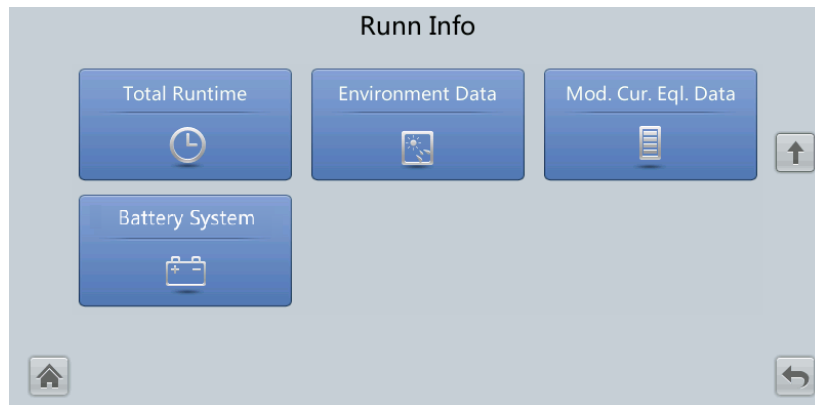 Runn Info
Total Runtime
Environment Data
Mod. Cur. Eql. Data
Battery System